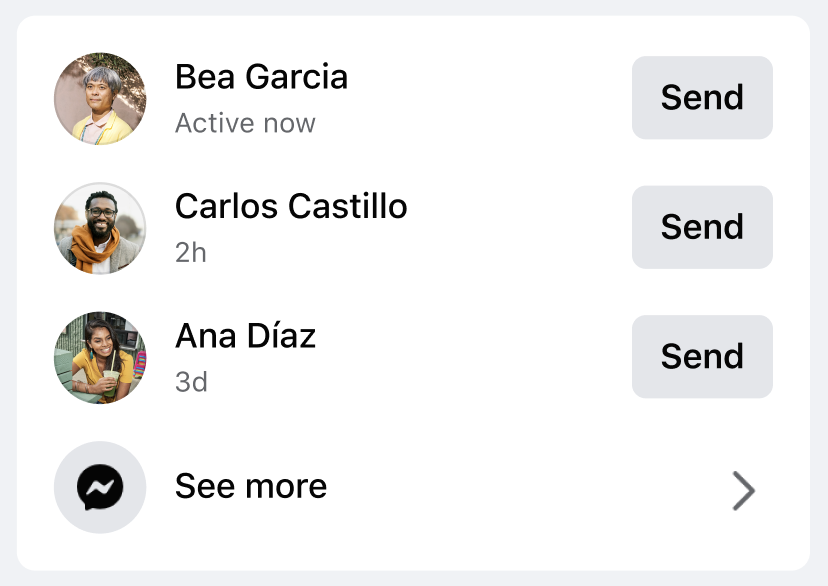 Bea Garcia
Active now
Send
Carlos Castillo
2h
Send
Ana Díaz
3d
Send
See more